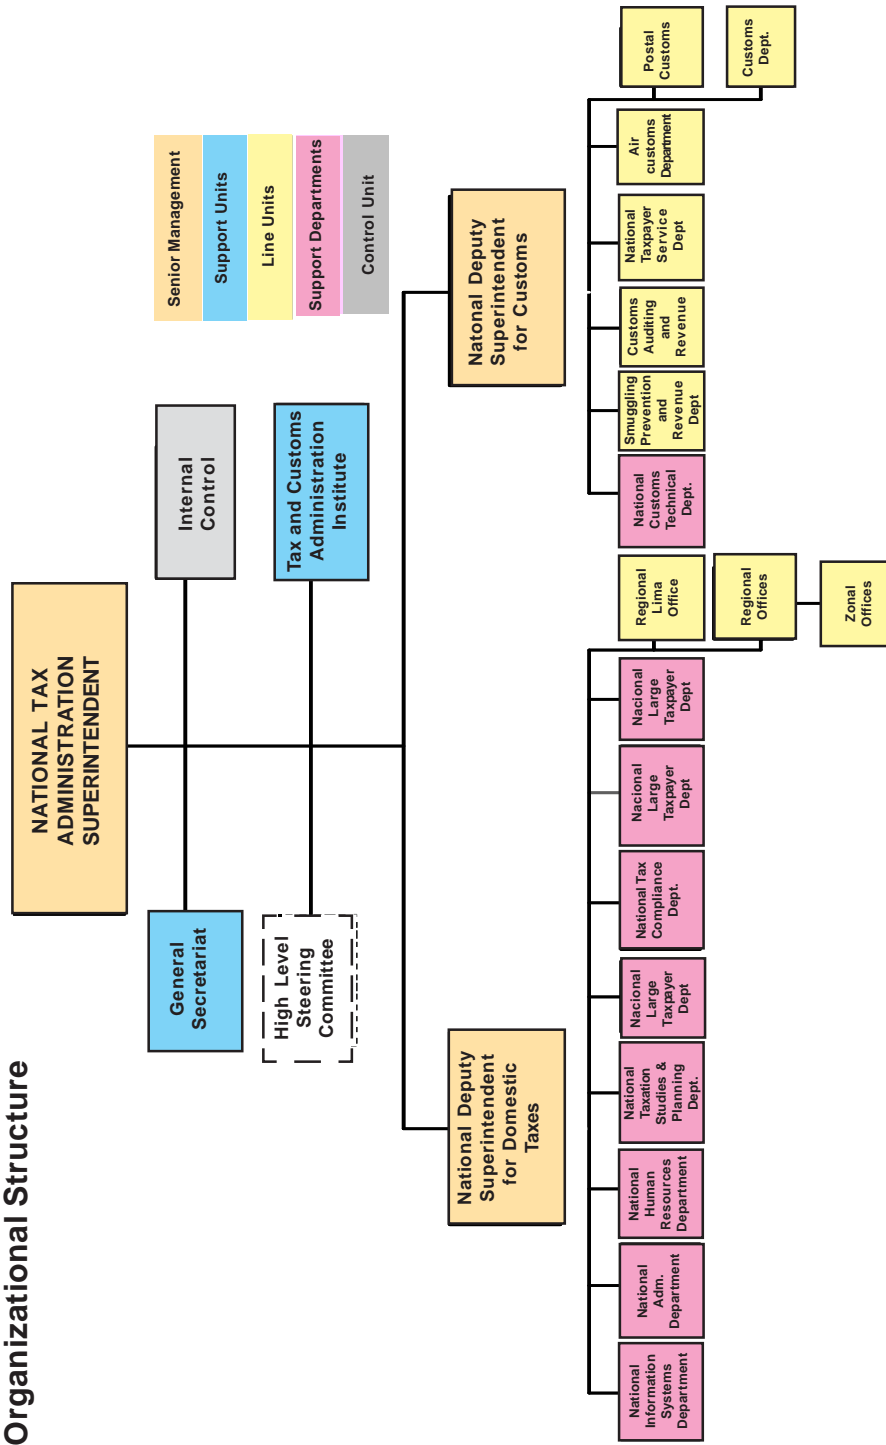 Organizational Structure
NATIONAL TAX
ADMINISTRATION
SUPERINTENDENT
General
Secretariat
Internal
Control
High Level
Steering
Committee
Tax and Customs
Administration
Institute
Senior Management
Support Units
Line Units
Support Departments
Control Unit
National Deputy
Superintendent
for Domestic
Taxes
Natonal Deputy
Superintendent
for Customs
National
Information
Systems
Department
National
Adm.
Department
National
Human
Resources
Department
National
Taxation
Studies &
Planning
Dept.
Nacional
Large
Taxpayer
Dept
National Tax
Compliance
Dept.
Nacional
Large
Taxpayer
Dept
Nacional
Large
Taxpayer
Dept
Regional
Lima
Office
Regional
Offices
Zonal
Offices
National
Customs
Technical
Dept.
Smuggling
Prevention
and
Revenue
Dept
Customs
Auditing
and
Revenue
National
Taxpayer
Service
Dept
Air
customs
Department
Postal
Customs
Customs
Dept.